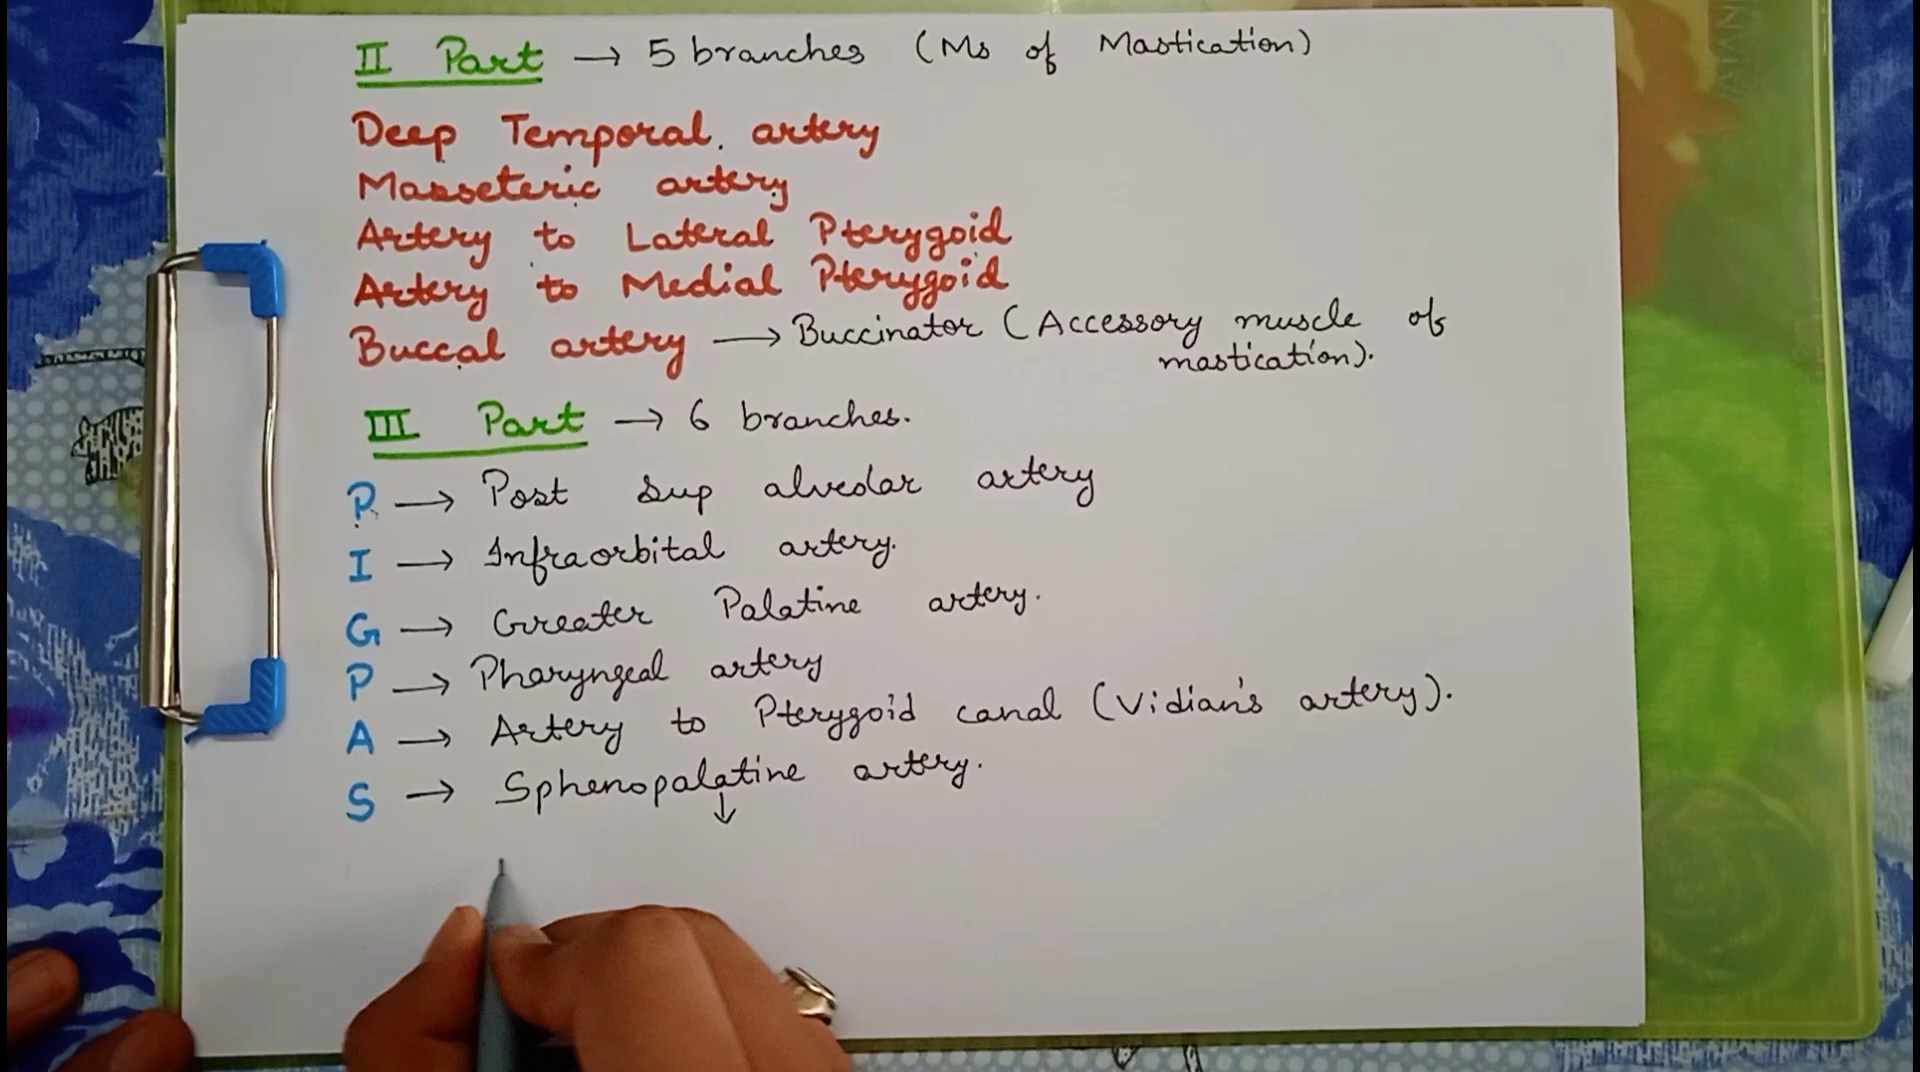 II Part → 5 branches (Ms of Mastication)
Deep Temporal artery
Masseteric artery
Artery to Lateral Pterygoid
Artery to Medial Pterygoid
Buccal artery → Buccinator (Accessory muscle of
mastication).
III Part → 6 branches.
P → Post Sup alveolar artery
I → Infraorbital artery.
G → Greater Palatine artery.
P → Pharyngeal artery
A → Artery to Pterygoid canal (Vidian's artery).
S → Sphenopalatine artery.
↓